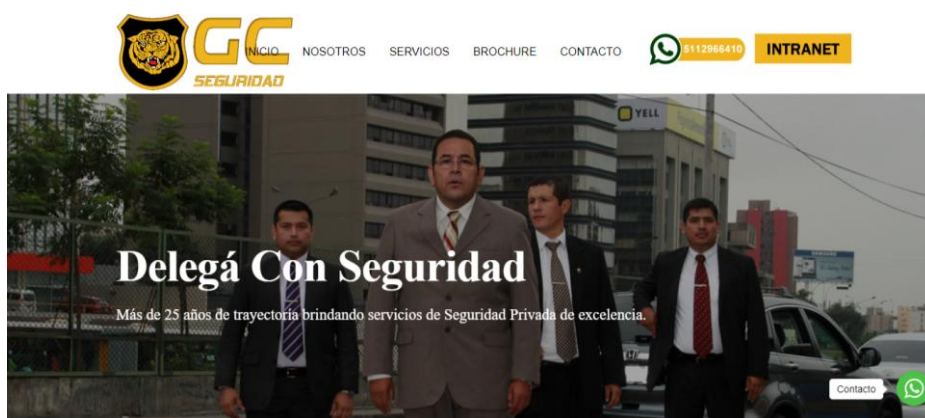 GC
SEGURIDAD
INICIO NOSOTROS SERVICIOS BROCHURE CONTACTO 5112966410 INTRANET
YELL
SAMSUNG
Delegá Con Seguridad
Más de 25 años de trayectoria brindando servicios de Seguridad Privada de excelencia.
Contacto